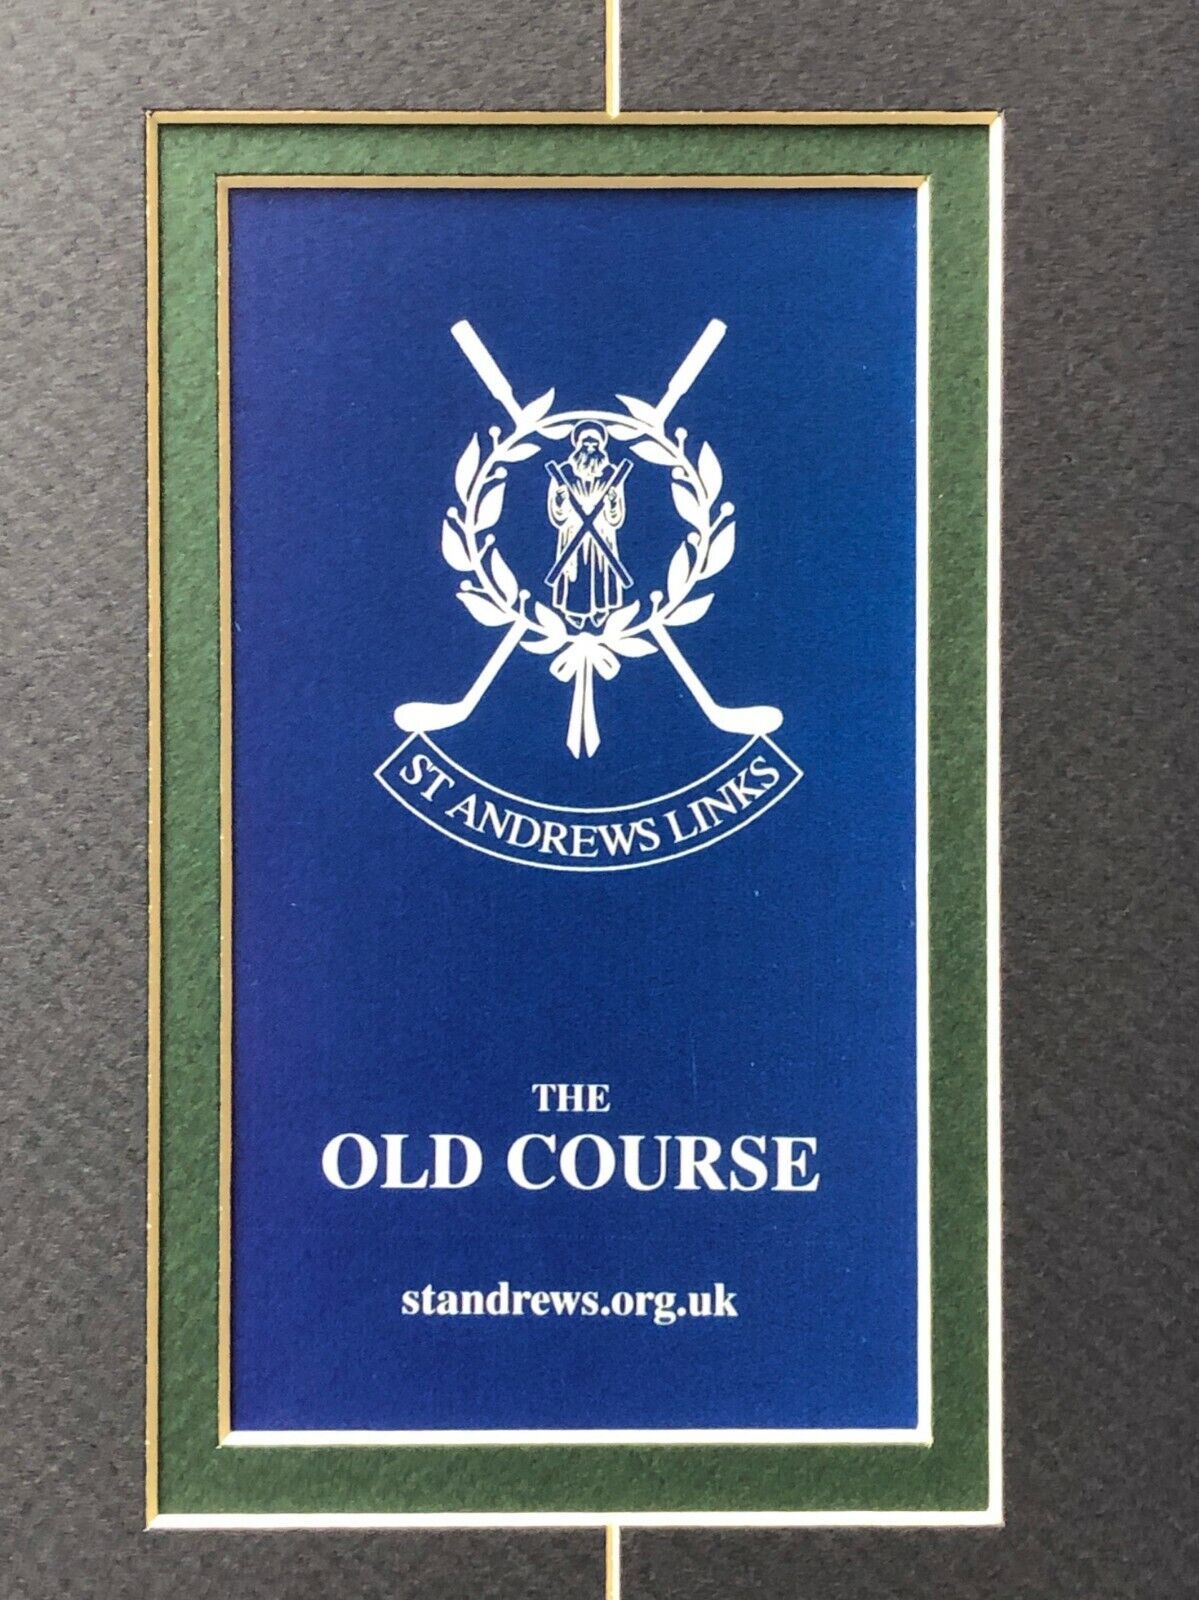 ST ANDREWS LINKS
THE
OLD COURSE
standrews.org.uk